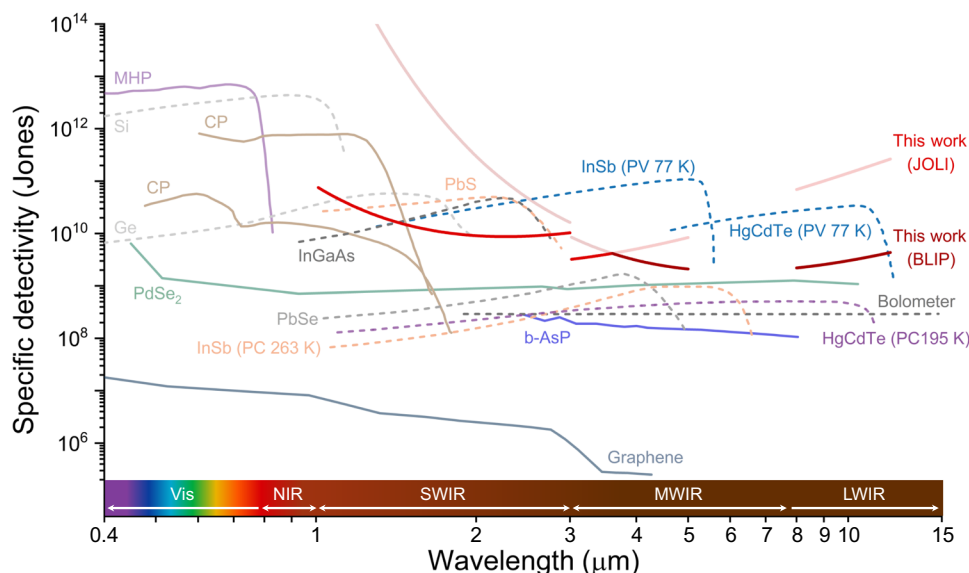 Specific detectivity (Jones)
10^14
10^12
10^10
10^8
10^6
MHP
Si
CP
CP
Ge
PdSe₂
InGaAs
PbS
PbSe
InSb (PC 263 K)
InSb (PV 77 K)
HgCdTe (PV 77 K)
This work
(JOLI)
This work
(BLIP)
Bolometer
HgCdTe (PC195 K)
b-AsP
Graphene
Vis
NIR
SWIR
MWIR
LWIR
0.4 1 2 3 4 5 6 7 8 9 10 15
Wavelength (μm)